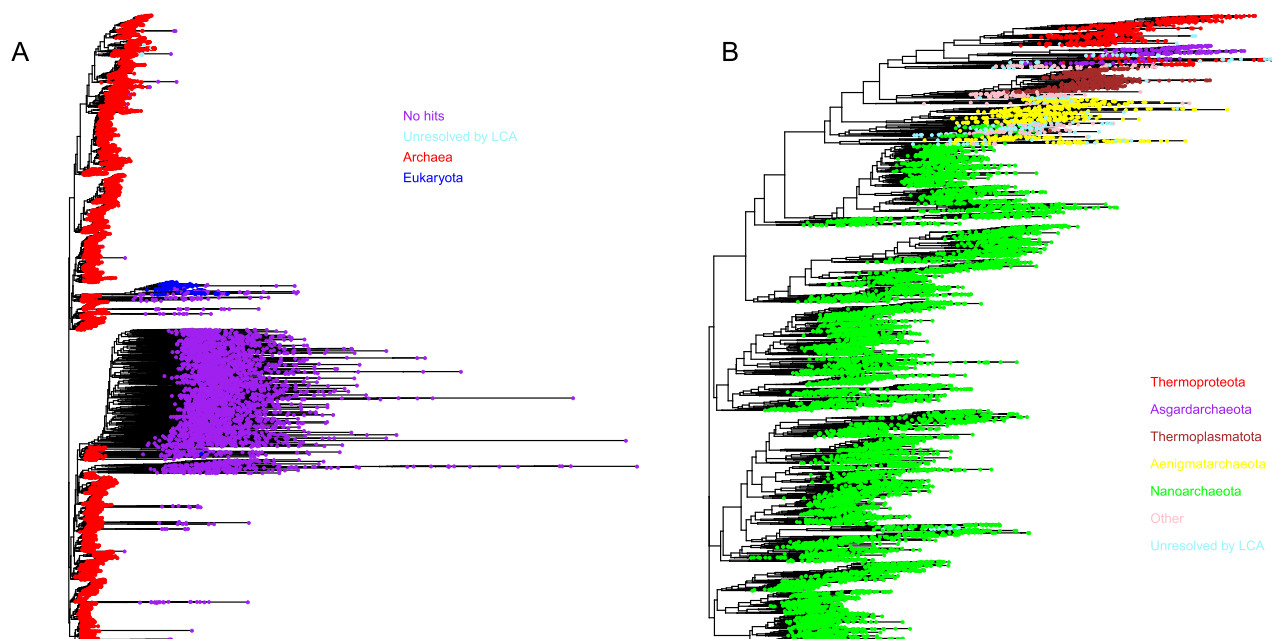 A
No hits
Unresolved by LCA
Archaea
Eukaryota
B
Thermoproteota
Asgardarchaeota
Thermoplasmatota
Aenigmatarchaeota
Nanoarchaeota
Other
Unresolved by LCA